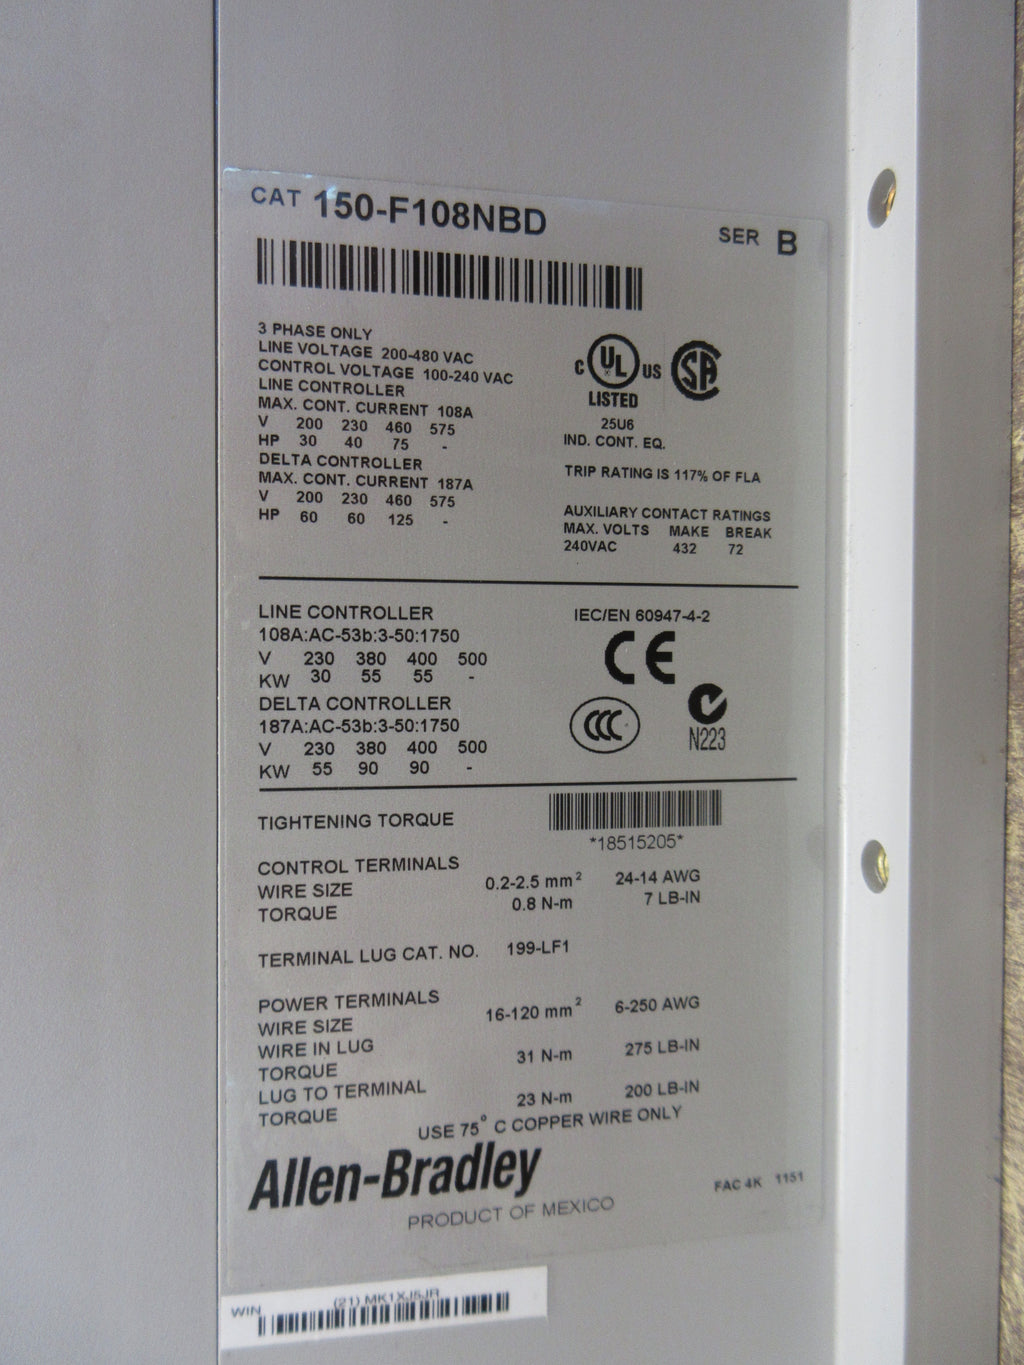 CAT 150-F108NBD
SER B
3 PHASE ONLY
LINE VOLTAGE 200-480 VAC
CONTROL VOLTAGE 100-240 VAC
LINE CONTROLLER
MAX. CONT. CURRENT 108A
V 200 230 460 575
HP 30 40 75 -
DELTA CONTROLLER
MAX. CONT. CURRENT 187A
V 200 230 460 575
HP 60 60 125 -
C UL US
LISTED
SA
25U6
IND. CONT. EQ.
TRIP RATING IS 117% OF FLA
AUXILIARY CONTACT RATINGS
MAX. VOLTS MAKE BREAK
240VAC 432 72
LINE CONTROLLER
108A:AC-53b:3-50:1750
V 230 380 400 500
KW 30 55 55 -
DELTA CONTROLLER
187A:AC-53b:3-50:1750
V 230 380 400 500
KW 55 90 90 -
IEC/EN 60947-4-2
CE
CCC
N223
TIGHTENING TORQUE
*18515205*
CONTROL TERMINALS
WIRE SIZE 0.2-2.5 mm² 24-14 AWG
TORQUE 0.8 N-m 7 LB-IN
TERMINAL LUG CAT. NO. 199-LF1
POWER TERMINALS
WIRE SIZE 16-120 mm² 6-250 AWG
WIRE IN LUG
TORQUE 31 N-m 275 LB-IN
LUG TO TERMINAL
TORQUE 23 N-m 200 LB-IN
USE 75° C COPPER WIRE ONLY
Allen-Bradley
PRODUCT OF MEXICO
FAC 4K 1151
WIN (21) MK1XJ5JR